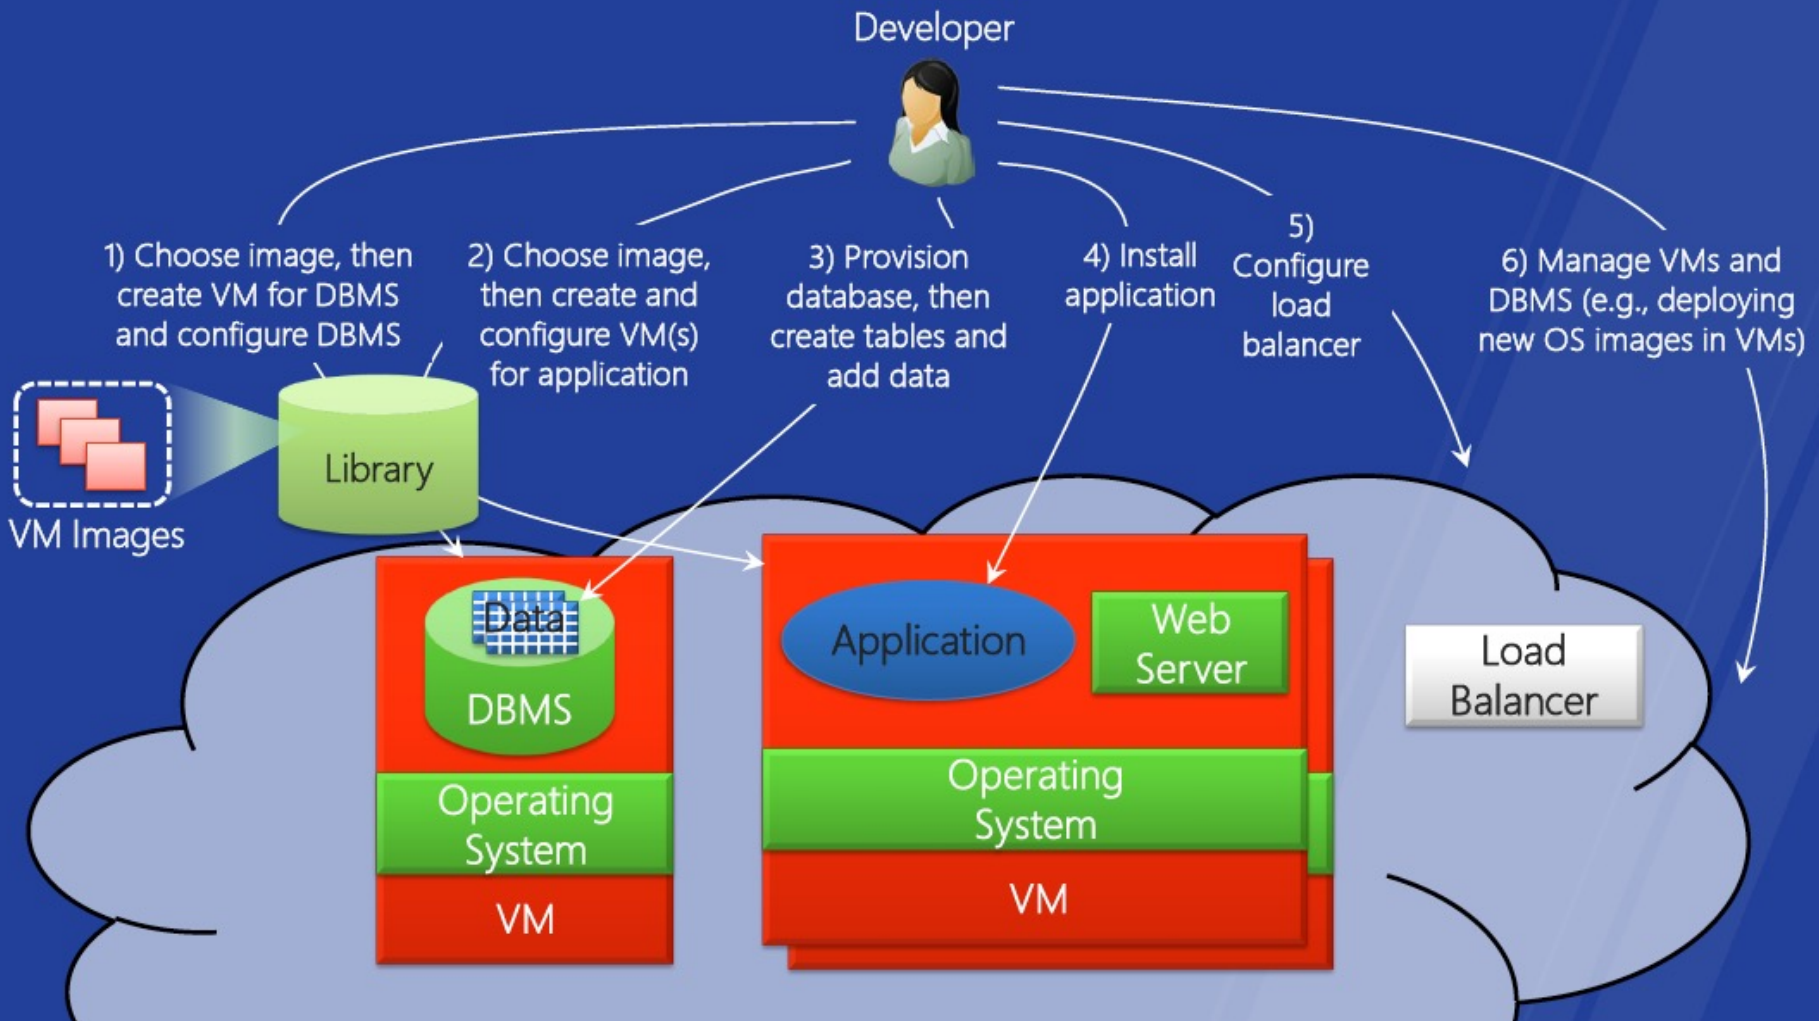 Developer
1) Choose image, then
create VM for DBMS
and configure DBMS
2) Choose image,
then create and
configure VM(s)
for application
3) Provision
database, then
create tables and
add data
4) Install
application
5)
Configure
load
balancer
6) Manage VMs and
DBMS (e.g., deploying
new OS images in VMs)
Library
VM Images
Data
DBMS
Operating
System
VM
Application
Web
Server
Operating
System
VM
Load
Balancer